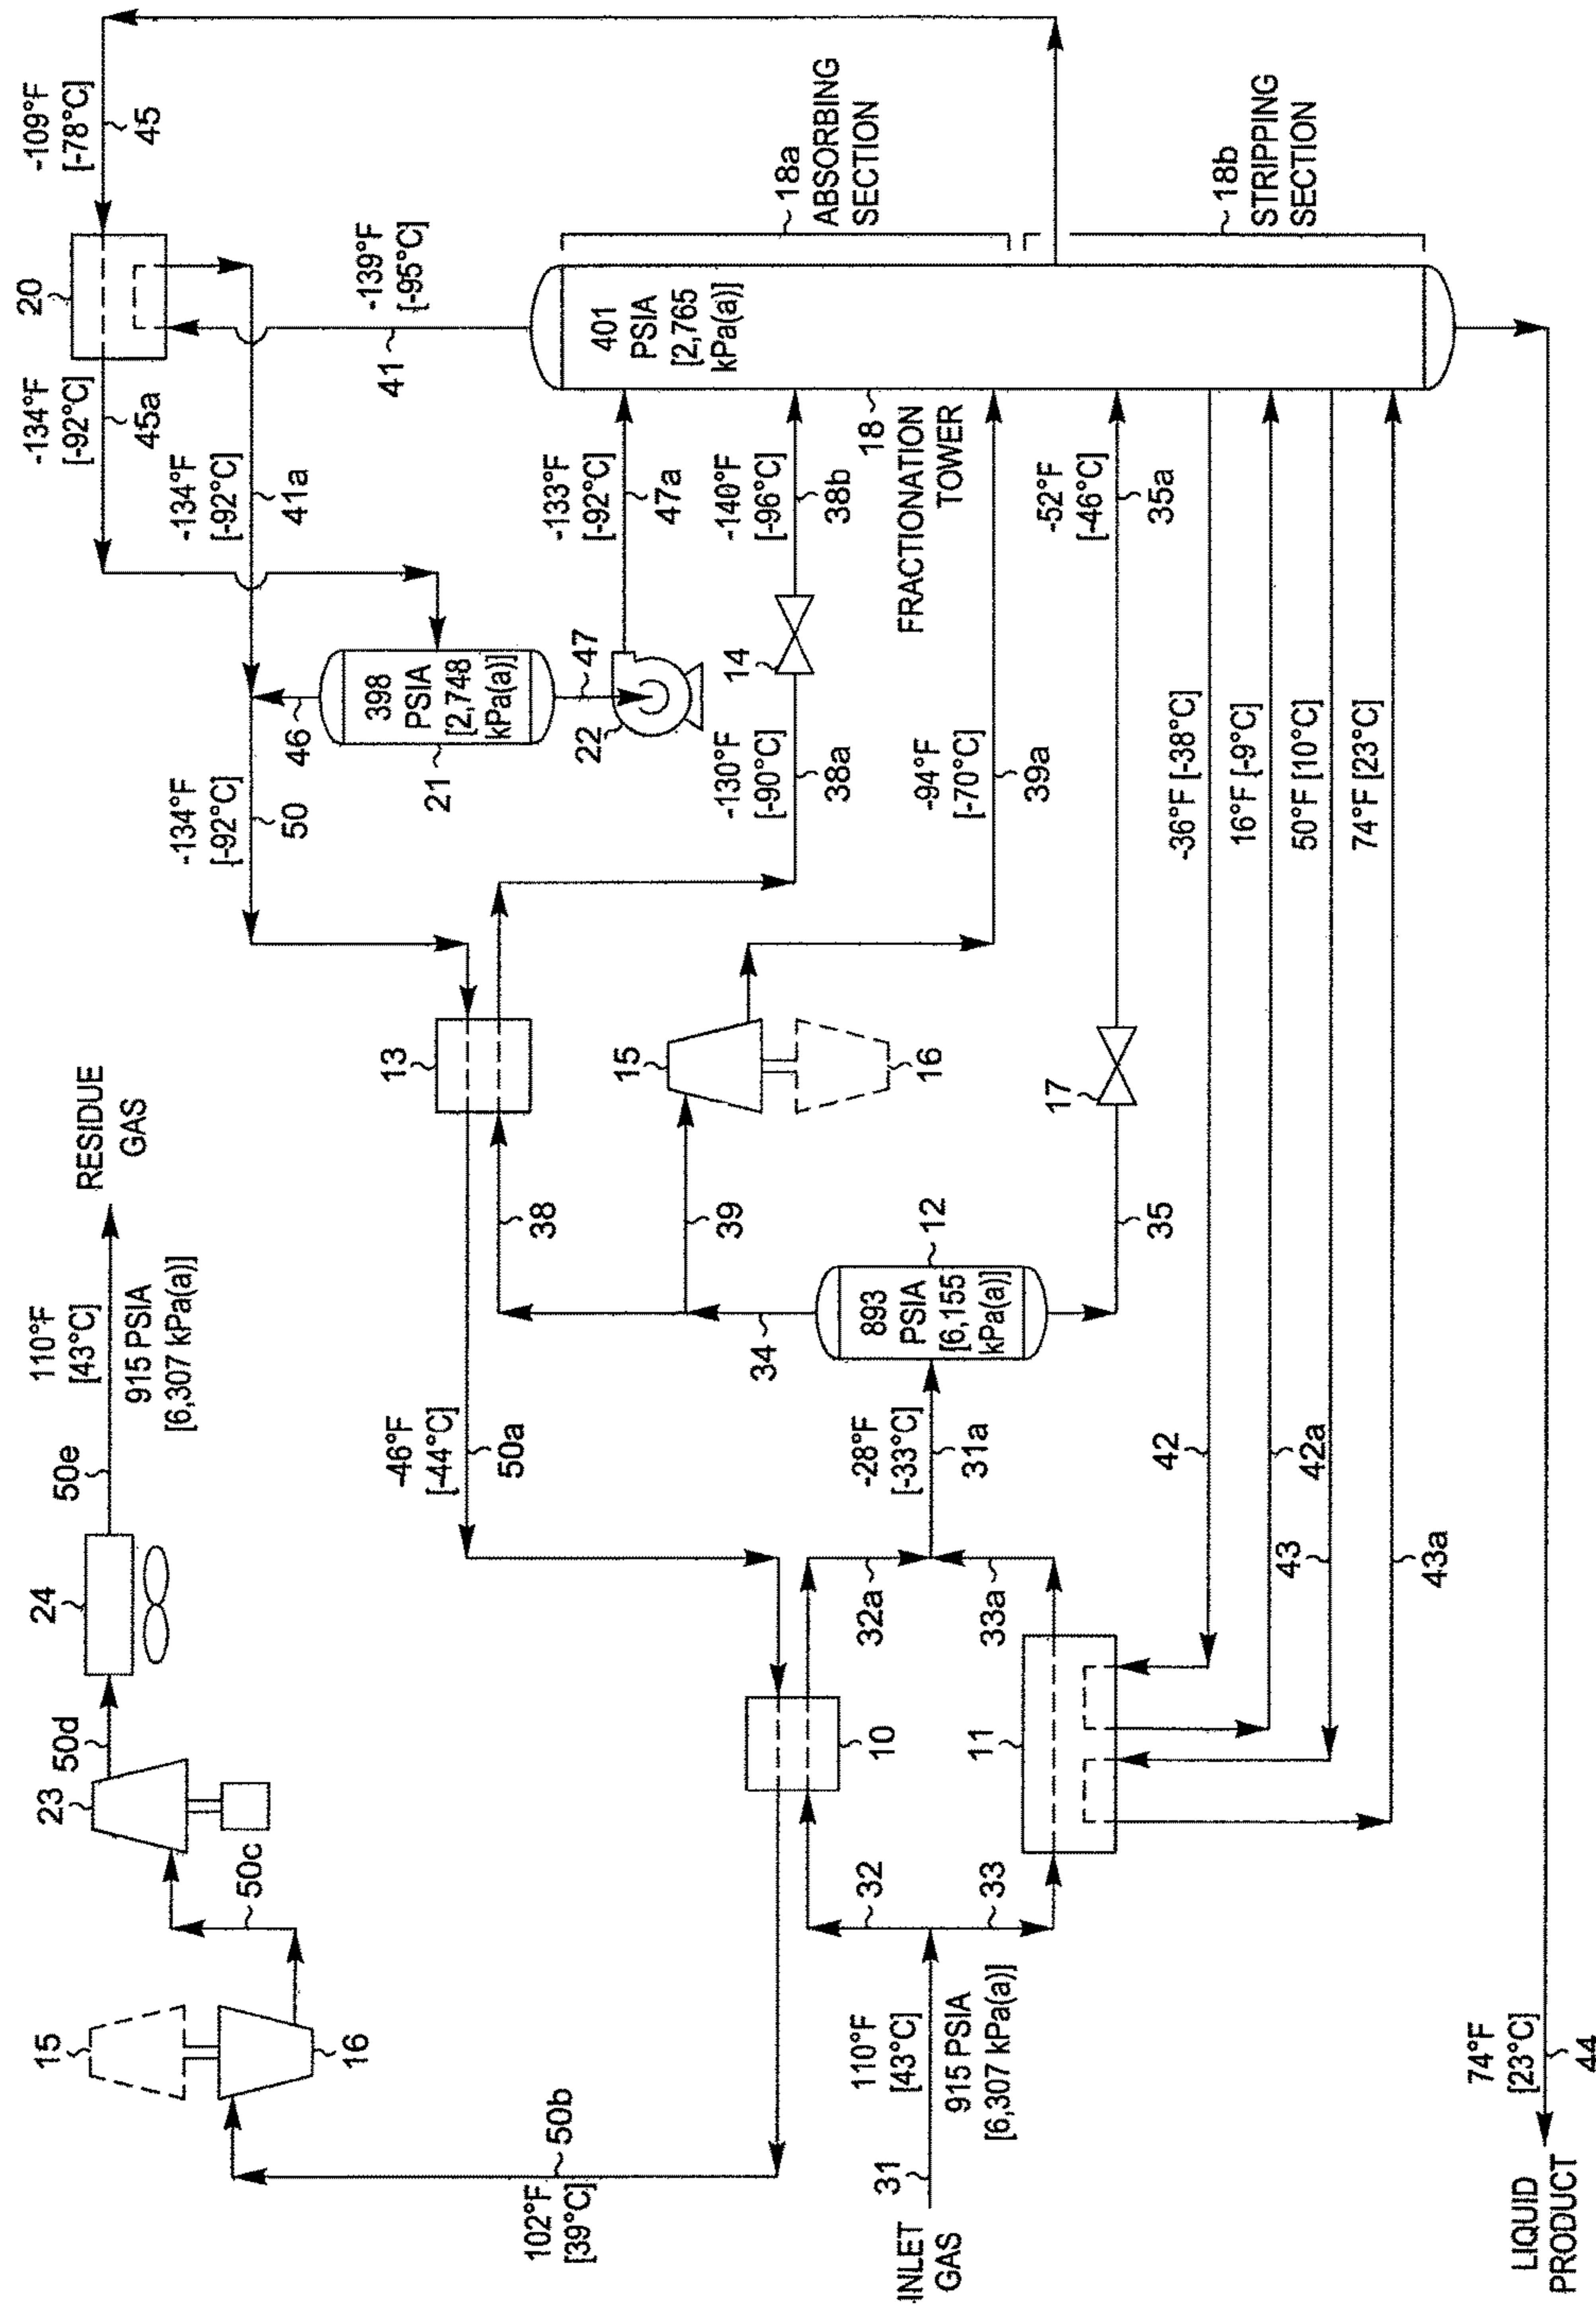 15
16
50c
23
50d
24
50e
110°F
[43°C]
915 PSIA
[6,307 kPa(a)]
RESIDUE
GAS
102°F
[39°C]
50b
-46°F
[-44°C]
50a
13
-134°F
[-92°C]
50
-134°F
[-92°C]
41a
-134°F
[-92°C]
45a
20
-109°F
[-78°C]
45
-139°F
[-95°C]
41
46
398
PSIA
[2,748
kPa(a)]
21
47
22
-133°F
[-92°C]
47a
38
-130°F
[-90°C]
38a
14
-140°F
[-96°C]
38b
39
15
16
-94°F
[-70°C]
39a
401
PSIA
[2,765
kPa(a)]
18
FRACTIONATION
TOWER
18a
ABSORBING
SECTION
18b
STRIPPING
SECTION
INLET
GAS
31
110°F
[43°C]
915 PSIA
[6,307 kPa(a)]
32
33
10
11
32a
33a
-28°F
[-33°C]
31a
34
12
893
PSIA
[6,155
kPa(a)]
35
17
-52°F
[-46°C]
35a
42
-36°F [-38°C]
42a
16°F [-9°C]
43
50°F [10°C]
43a
74°F [23°C]
LIQUID
PRODUCT
74°F
[23°C]
44